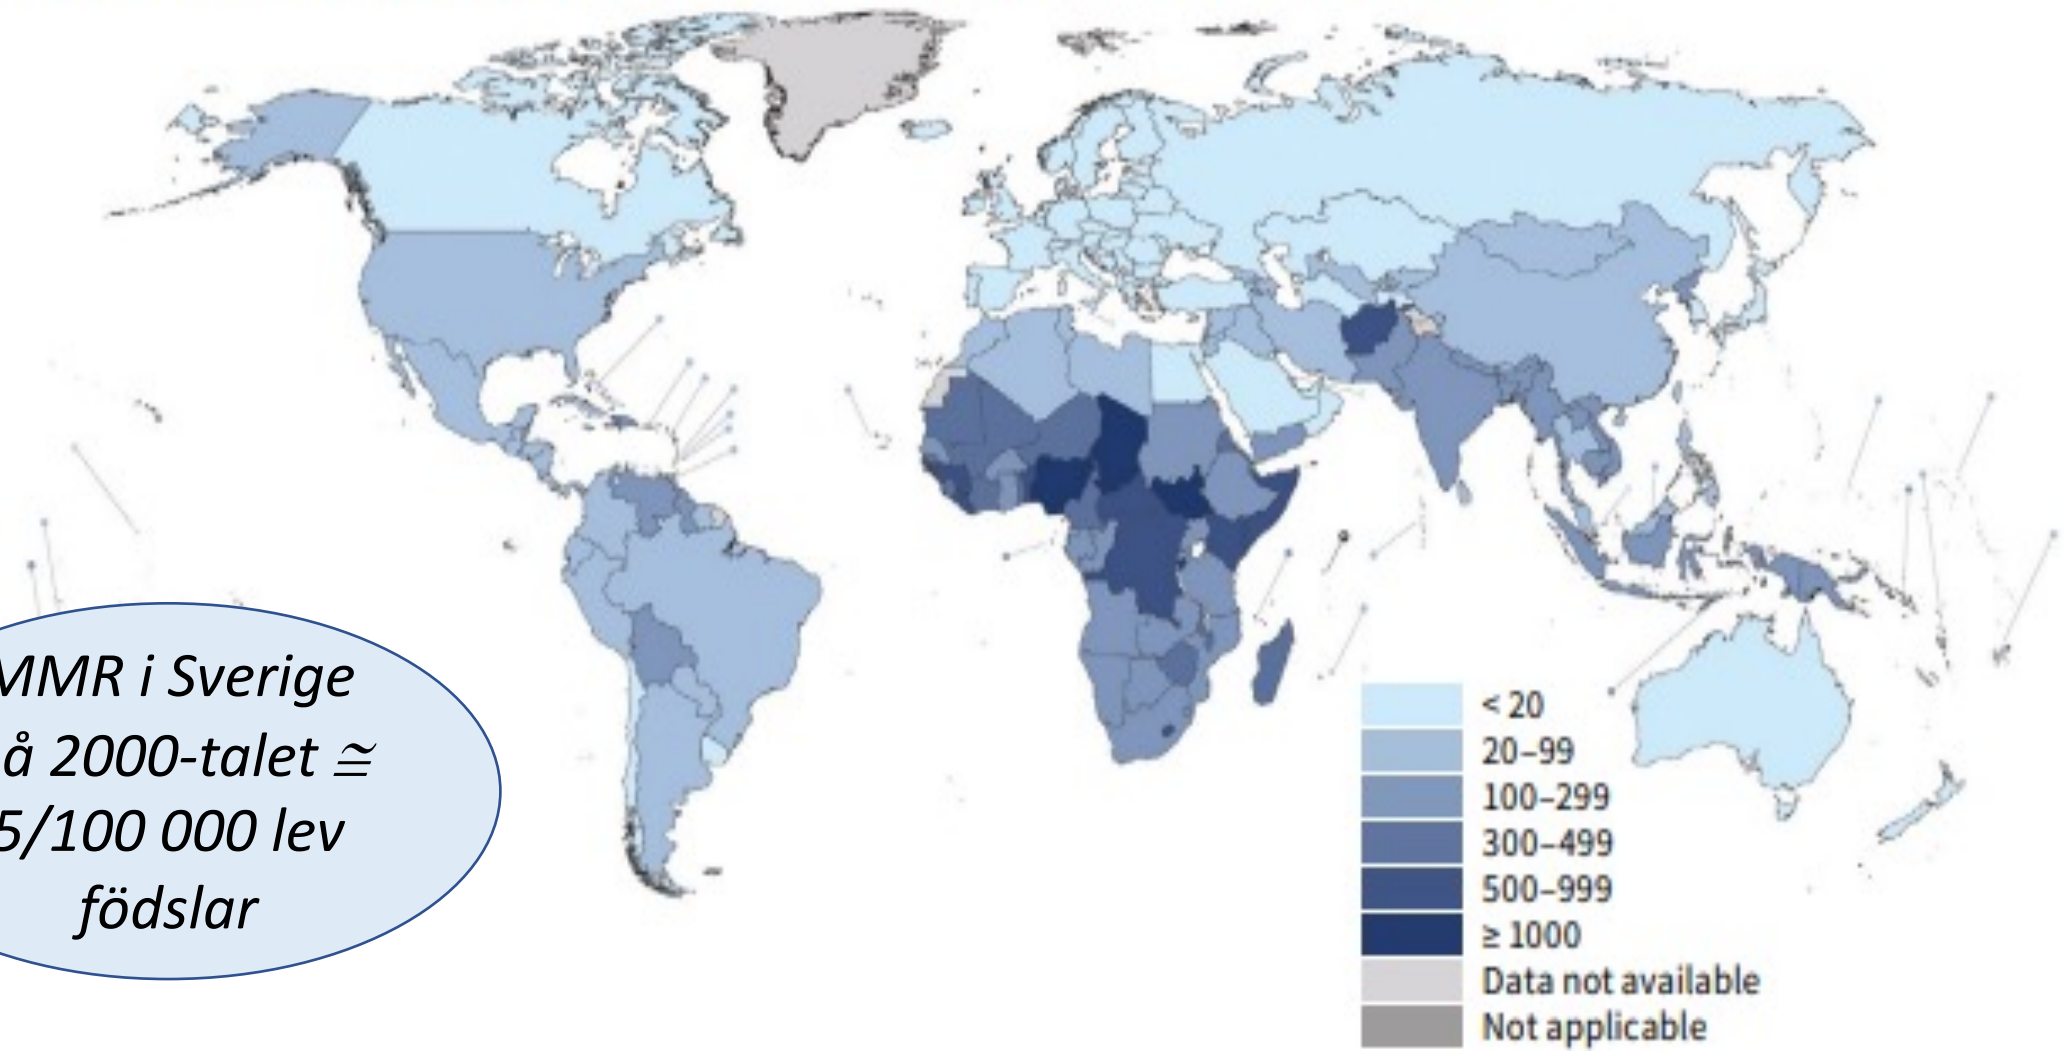 MMR i Sverige
å 2000-talet ≅
5/100 000 lev
födslar
< 20
20–99
100–299
300–499
500–999
≥ 1000
Data not available
Not applicable